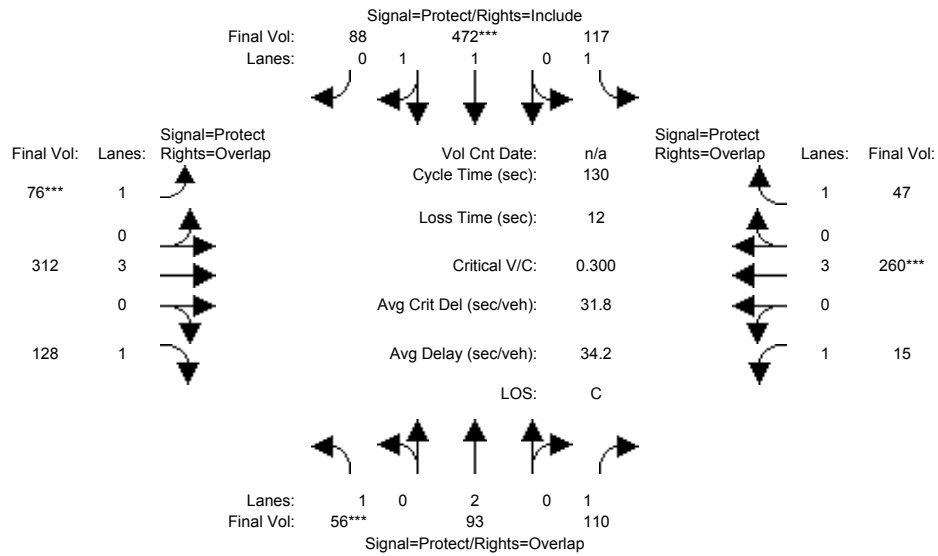 Signal=Protect/Rights=Include
Final Vol: 88 472*** 117
Lanes: 0 1 1 0 1
Signal=Protect Signal=Protect
Final Vol: Lanes: Rights=Overlap Vol Cnt Date: n/a Rights=Overlap Lanes: Final Vol:
Cycle Time (sec): 130
76*** 1 1 47
Loss Time (sec): 12
0 0
312 3 Critical V/C: 0.300 3 260***
0 Avg Crit Del (sec/veh): 31.8 0
128 1 Avg Delay (sec/veh): 34.2 1 15
LOS: C
Lanes: 1 0 2 0 1
Final Vol: 56*** 93 110
Signal=Protect/Rights=Overlap